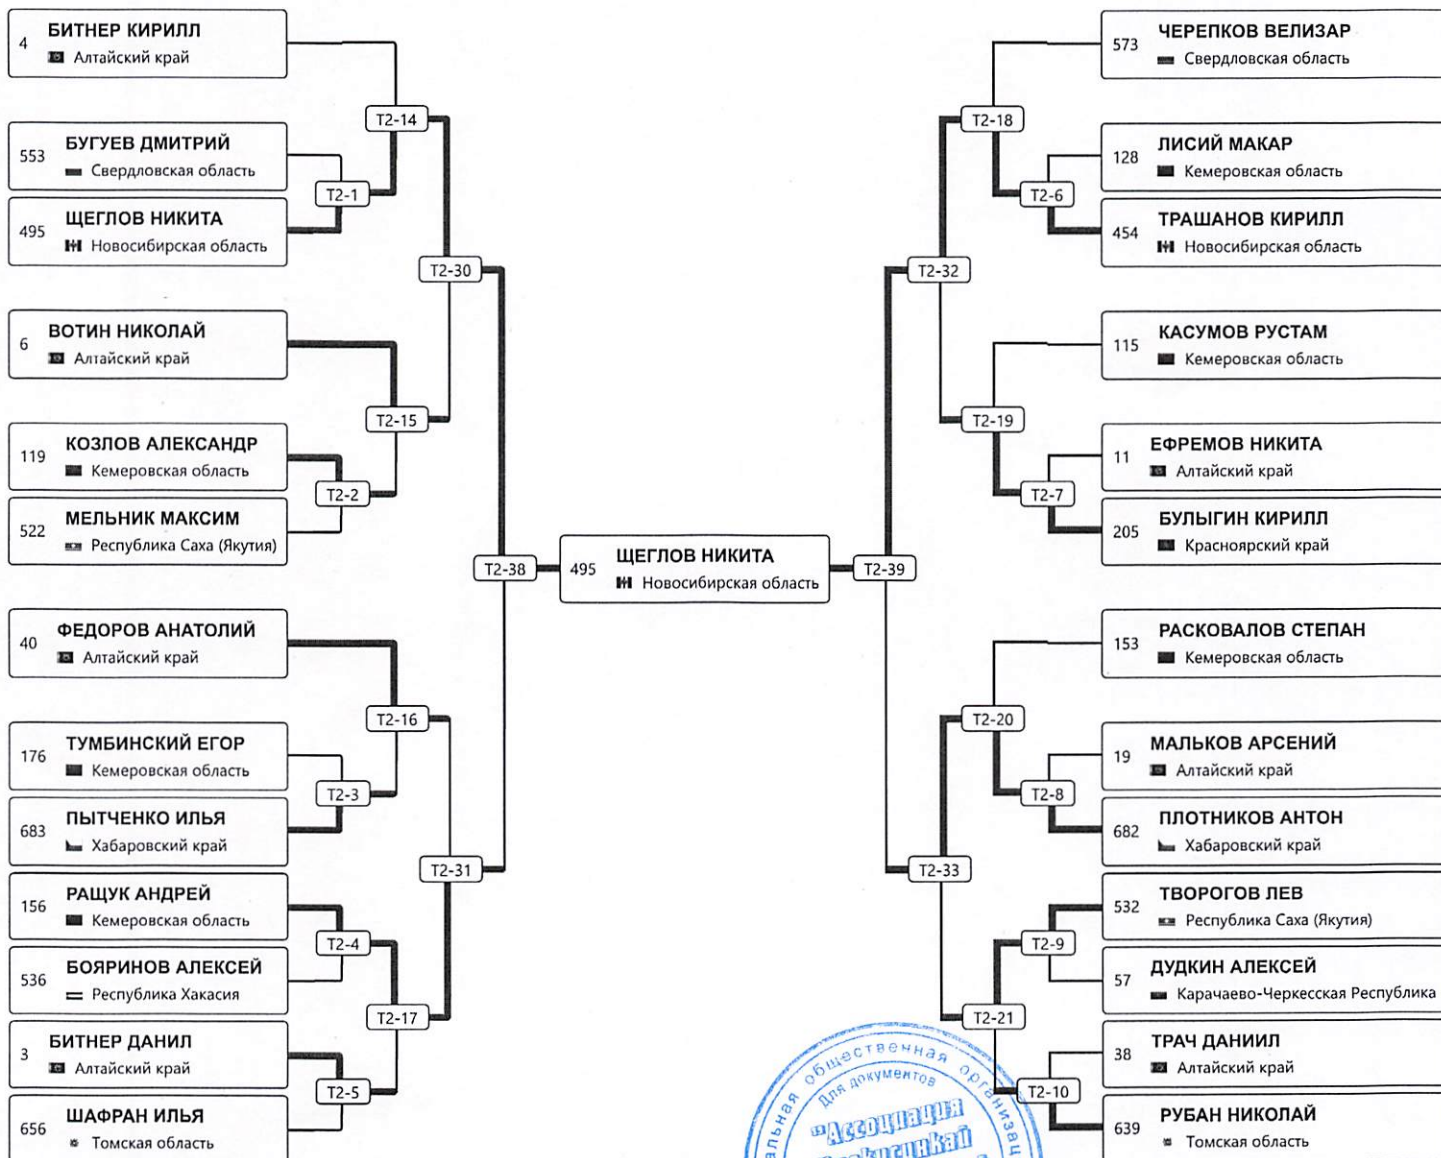 4 БИТНЕР КИРИЛЛ
Алтайский край
553 БУГУЕВ ДМИТРИЙ
Свердловская область
495 ЩЕГЛОВ НИКИТА
Новосибирская область
6 ВОТИН НИКОЛАЙ
Алтайский край
119 КОЗЛОВ АЛЕКСАНДР
Кемеровская область
522 МЕЛЬНИК МАКСИМ
Республика Саха (Якутия)
40 ФЕДОРОВ АНАТОЛИЙ
Алтайский край
176 ТУМБИНСКИЙ ЕГОР
Кемеровская область
683 ПЫТЧЕНКО ИЛЬЯ
Хабаровский край
156 РАЩУК АНДРЕЙ
Кемеровская область
536 БОЯРИНОВ АЛЕКСЕЙ
Республика Хакасия
3 БИТНЕР ДАНИЛ
Алтайский край
656 ШАФРАН ИЛЬЯ
Томская область
T2-14
T2-1
T2-30
T2-15
T2-2
T2-38
T2-16
T2-3
T2-31
T2-4
T2-17
T2-5
495 ЩЕГЛОВ НИКИТА
Новосибирская область
T2-18
T2-6
T2-32
T2-19
T2-7
T2-39
T2-20
T2-8
T2-33
T2-9
T2-21
T2-10
573 ЧЕРЕПКОВ ВЕЛИЗАР
Свердловская область
128 ЛИСИЙ МАКАР
Кемеровская область
454 ТРАШАНОВ КИРИЛЛ
Новосибирская область
115 КАСУМОВ РУСТАМ
Кемеровская область
11 ЕФРЕМОВ НИКИТА
Алтайский край
205 БУЛЫГИН КИРИЛЛ
Красноярский край
153 РАСКОВАЛОВ СТЕПАН
Кемеровская область
19 МАЛЬКОВ АРСЕНИЙ
Алтайский край
682 ПЛОТНИКОВ АНТОН
Хабаровский край
532 ТВОРОГОВ ЛЕВ
Республика Саха (Якутия)
57 ДУДКИН АЛЕКСЕЙ
Карачаево-Черкесская Республика
38 ТРАЧ ДАНИИЛ
Алтайский край
639 РУБАН НИКОЛАЙ
Томская область
общественная
Для документов
"Ассоциация